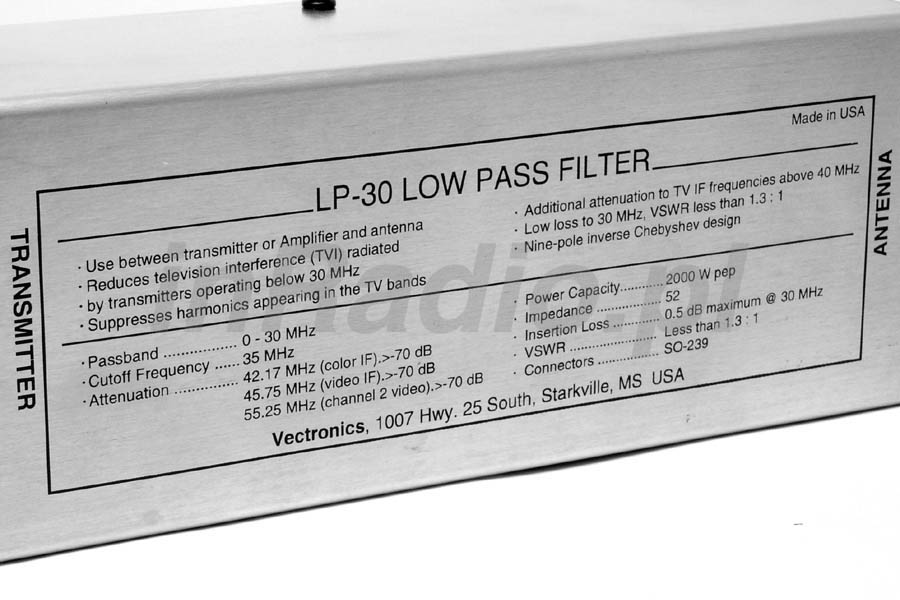 Made in USA
LP-30 LOW PASS FILTER
· Use between transmitter or Amplifier and antenna
· Reduces television interference (TVI) radiated
· by transmitters operating below 30 MHz
· Suppresses harmonics appearing in the TV bands
· Additional attenuation to TV IF frequencies above 40 MHz
· Low loss to 30 MHz, VSWR less than 1.3 : 1
· Nine-pole inverse Chebyshev design
· Passband .................. 0 - 30 MHz
· Cutoff Frequency ...... 35 MHz
· Attenuation ............... 42.17 MHz (color IF).>-70 dB
45.75 MHz (video IF).>-70 dB
55.25 MHz (channel 2 video).>-70 dB
· Power Capacity........... 2000 W pep
· Impedance ................. 52
· Insertion Loss ............ 0.5 dB maximum @ 30 MHz
· VSWR ..................... Less than 1.3 : 1
· Connectors ............... SO-239
Vectronics, 1007 Hwy. 25 South, Starkville, MS USA
TRANSMITTER
ANTENNA